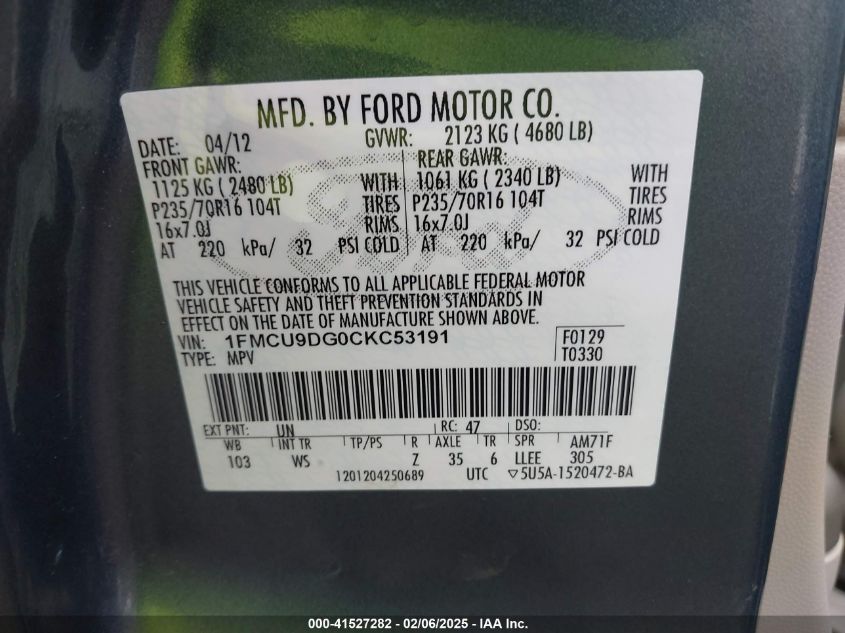 MFD. BY FORD MOTOR CO.
DATE: 04/12 GVWR: 2123 KG ( 4680 LB)
FRONT GAWR: REAR GAWR:
1125 KG ( 2480 LB) WITH 1061 KG ( 2340 LB) WITH
P235/70R16 104T TIRES P235/70R16 104T TIRES
16x7.0J RIMS 16x7.0J RIMS
AT 220 kPa/ 32 PSI COLD AT 220 kPa/ 32 PSI COLD
THIS VEHICLE CONFORMS TO ALL APPLICABLE FEDERAL MOTOR
VEHICLE SAFETY AND THEFT PREVENTION STANDARDS IN
EFFECT ON THE DATE OF MANUFACTURE SHOWN ABOVE.
VIN: 1FMCU9DG0CKC53191 F0129
TYPE: MPV T0330
EXT PNT: UN RC: 47 DSO:
WB INT TR TP/PS R AXLE TR SPR AM71F
103 WS Z 35 6 LLEE 305
1201204250689 UTC ▽5U5A-1520472-BA
000-41527282 - 02/06/2025 - IAA Inc.